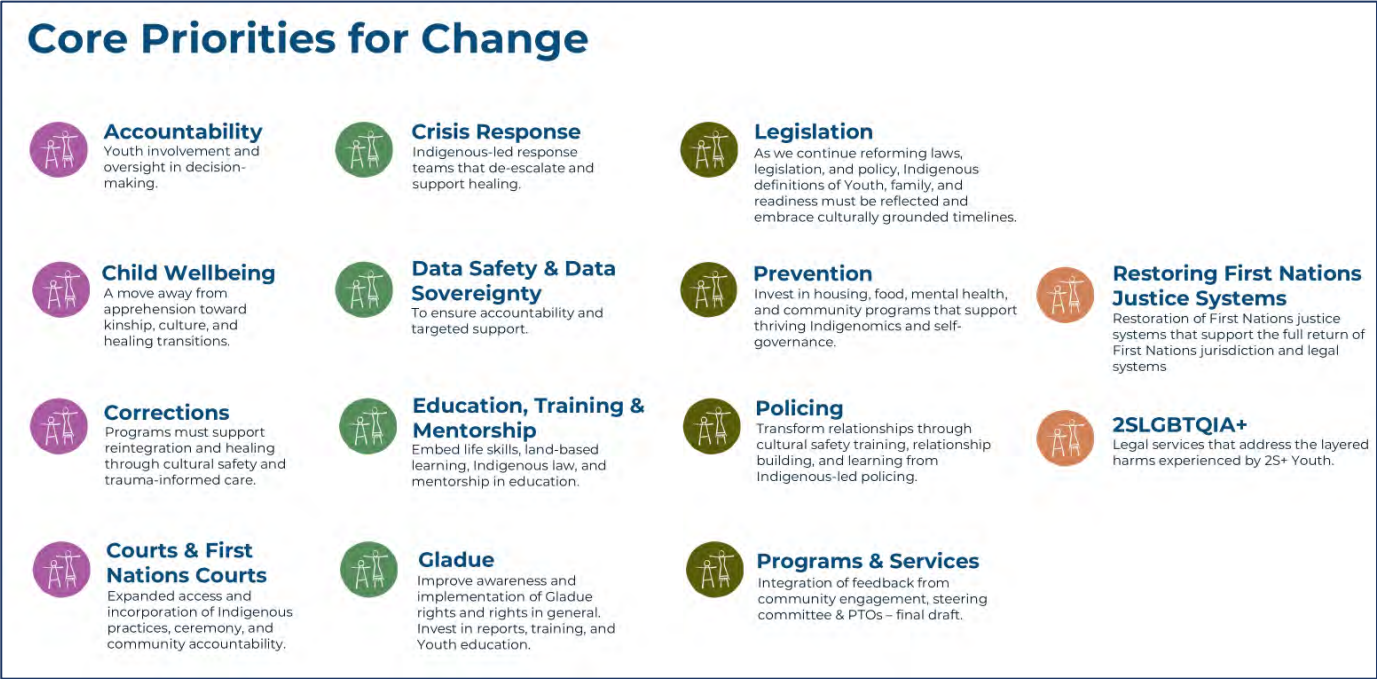 Core Priorities for Change
Accountability
Youth involvement and
oversight in decision-
making.
Child Wellbeing
A move away from
apprehension toward
kinship, culture, and
healing transitions.
Corrections
Programs must support
reintegration and healing
through cultural safety and
trauma-informed care.
Courts & First
Nations Courts
Expanded access and
incorporation of Indigenous
practices, ceremony, and
community accountability.
Crisis Response
Indigenous-led response
teams that de-escalate and
support healing.
Data Safety & Data
Sovereignty
To ensure accountability and
targeted support.
Education, Training &
Mentorship
Embed life skills, land-based
learning, Indigenous law, and
mentorship in education.
Gladue
Improve awareness and
implementation of Gladue
rights and rights in general.
Invest in reports, training, and
Youth education.
Legislation
As we continue reforming laws,
legislation, and policy, Indigenous
definitions of Youth, family, and
readiness must be reflected and
embrace culturally grounded timelines.
Prevention
Invest in housing, food, mental health,
and community programs that support
thriving Indigenomics and self-
governance.
Policing
Transform relationships through
cultural safety training, relationship
building, and learning from
Indigenous-led policing.
Programs & Services
Integration of feedback from
community engagement, steering
committee & PTOs – final draft.
Restoring First Nations
Justice Systems
Restoration of First Nations justice
systems that support the full return of
First Nations jurisdiction and legal
systems
2SLGBTQIA+
Legal services that address the layered
harms experienced by 2S+ Youth.